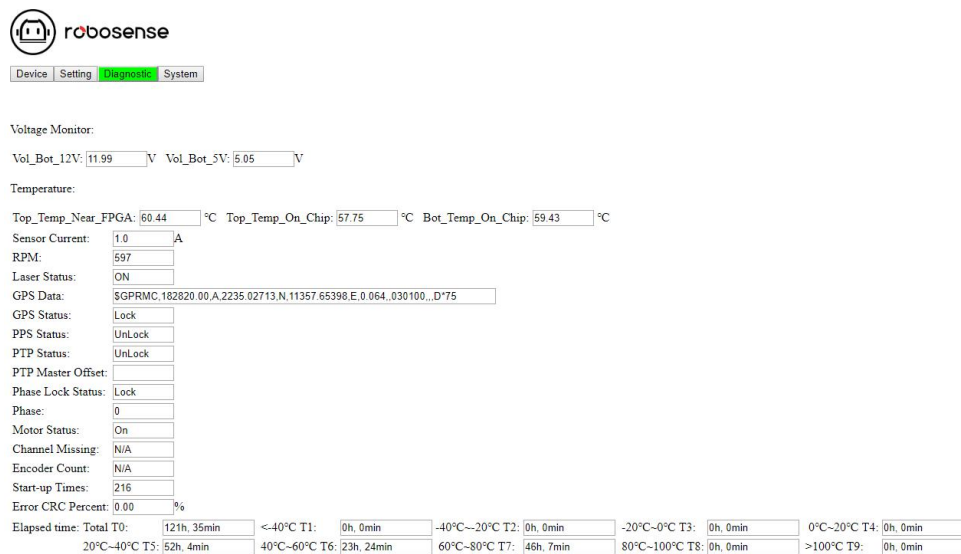 robosense
Device Setting Diagnostic System
Voltage Monitor:
Vol_Bot_12V: 11.99 V Vol_Bot_5V: 5.05 V
Temperature:
Top_Temp_Near_FPGA: 60.44 ℃ Top_Temp_On_Chip: 57.75 ℃ Bot_Temp_On_Chip: 59.43 ℃
Sensor Current: 1.0 A
RPM: 597
Laser Status: ON
GPS Data: $GPRMC,182820.00,A,2235.02713,N,11357.65398,E,0.064,,030100,,,D*75
GPS Status: Lock
PPS Status: UnLock
PTP Status: UnLock
PTP Master Offset:
Phase Lock Status: Lock
Phase: 0
Motor Status: On
Channel Missing: N/A
Encoder Count: N/A
Start-up Times: 216
Error CRC Percent: 0.00 %
Elapsed time: Total T0: 121h, 35min <-40℃ T1: 0h, 0min -40℃~-20℃ T2: 0h, 0min -20℃~0℃ T3: 0h, 0min 0℃~20℃ T4: 0h, 0min
20℃~40℃ T5: 52h, 4min 40℃~60℃ T6: 23h, 24min 60℃~80℃ T7: 46h, 7min 80℃~100℃ T8: 0h, 0min >100℃ T9: 0h, 0min